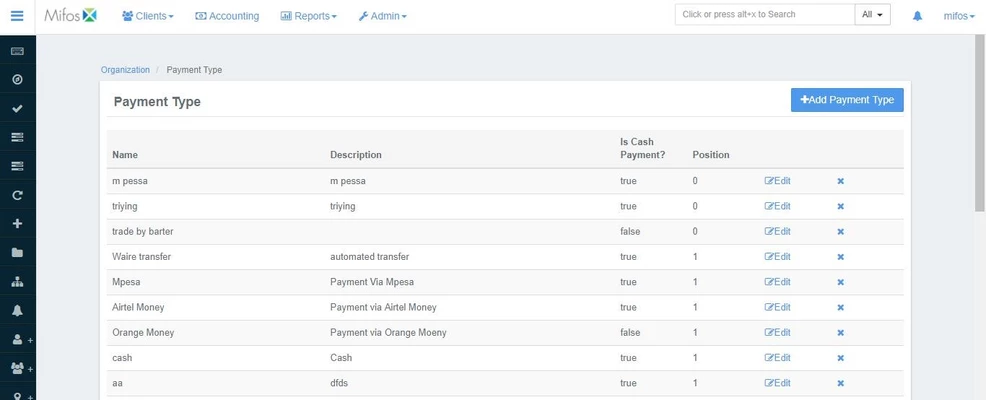 Mifos Clients Accounting Reports Admin Click or press alt+x to Search All mifos
Organization / Payment Type
Payment Type +Add Payment Type
Name Description Is Cash Payment? Position
m pessa m pessa true 0 Edit
triying triying true 0 Edit
trade by barter false 0 Edit
Waire transfer automated transfer true 1 Edit
Mpesa Payment Via Mpesa true 1 Edit
Airtel Money Payment via Airtel Money true 1 Edit
Orange Money Payment via Orange Moeny false 1 Edit
cash Cash true 1 Edit
aa dfds true 1 Edit